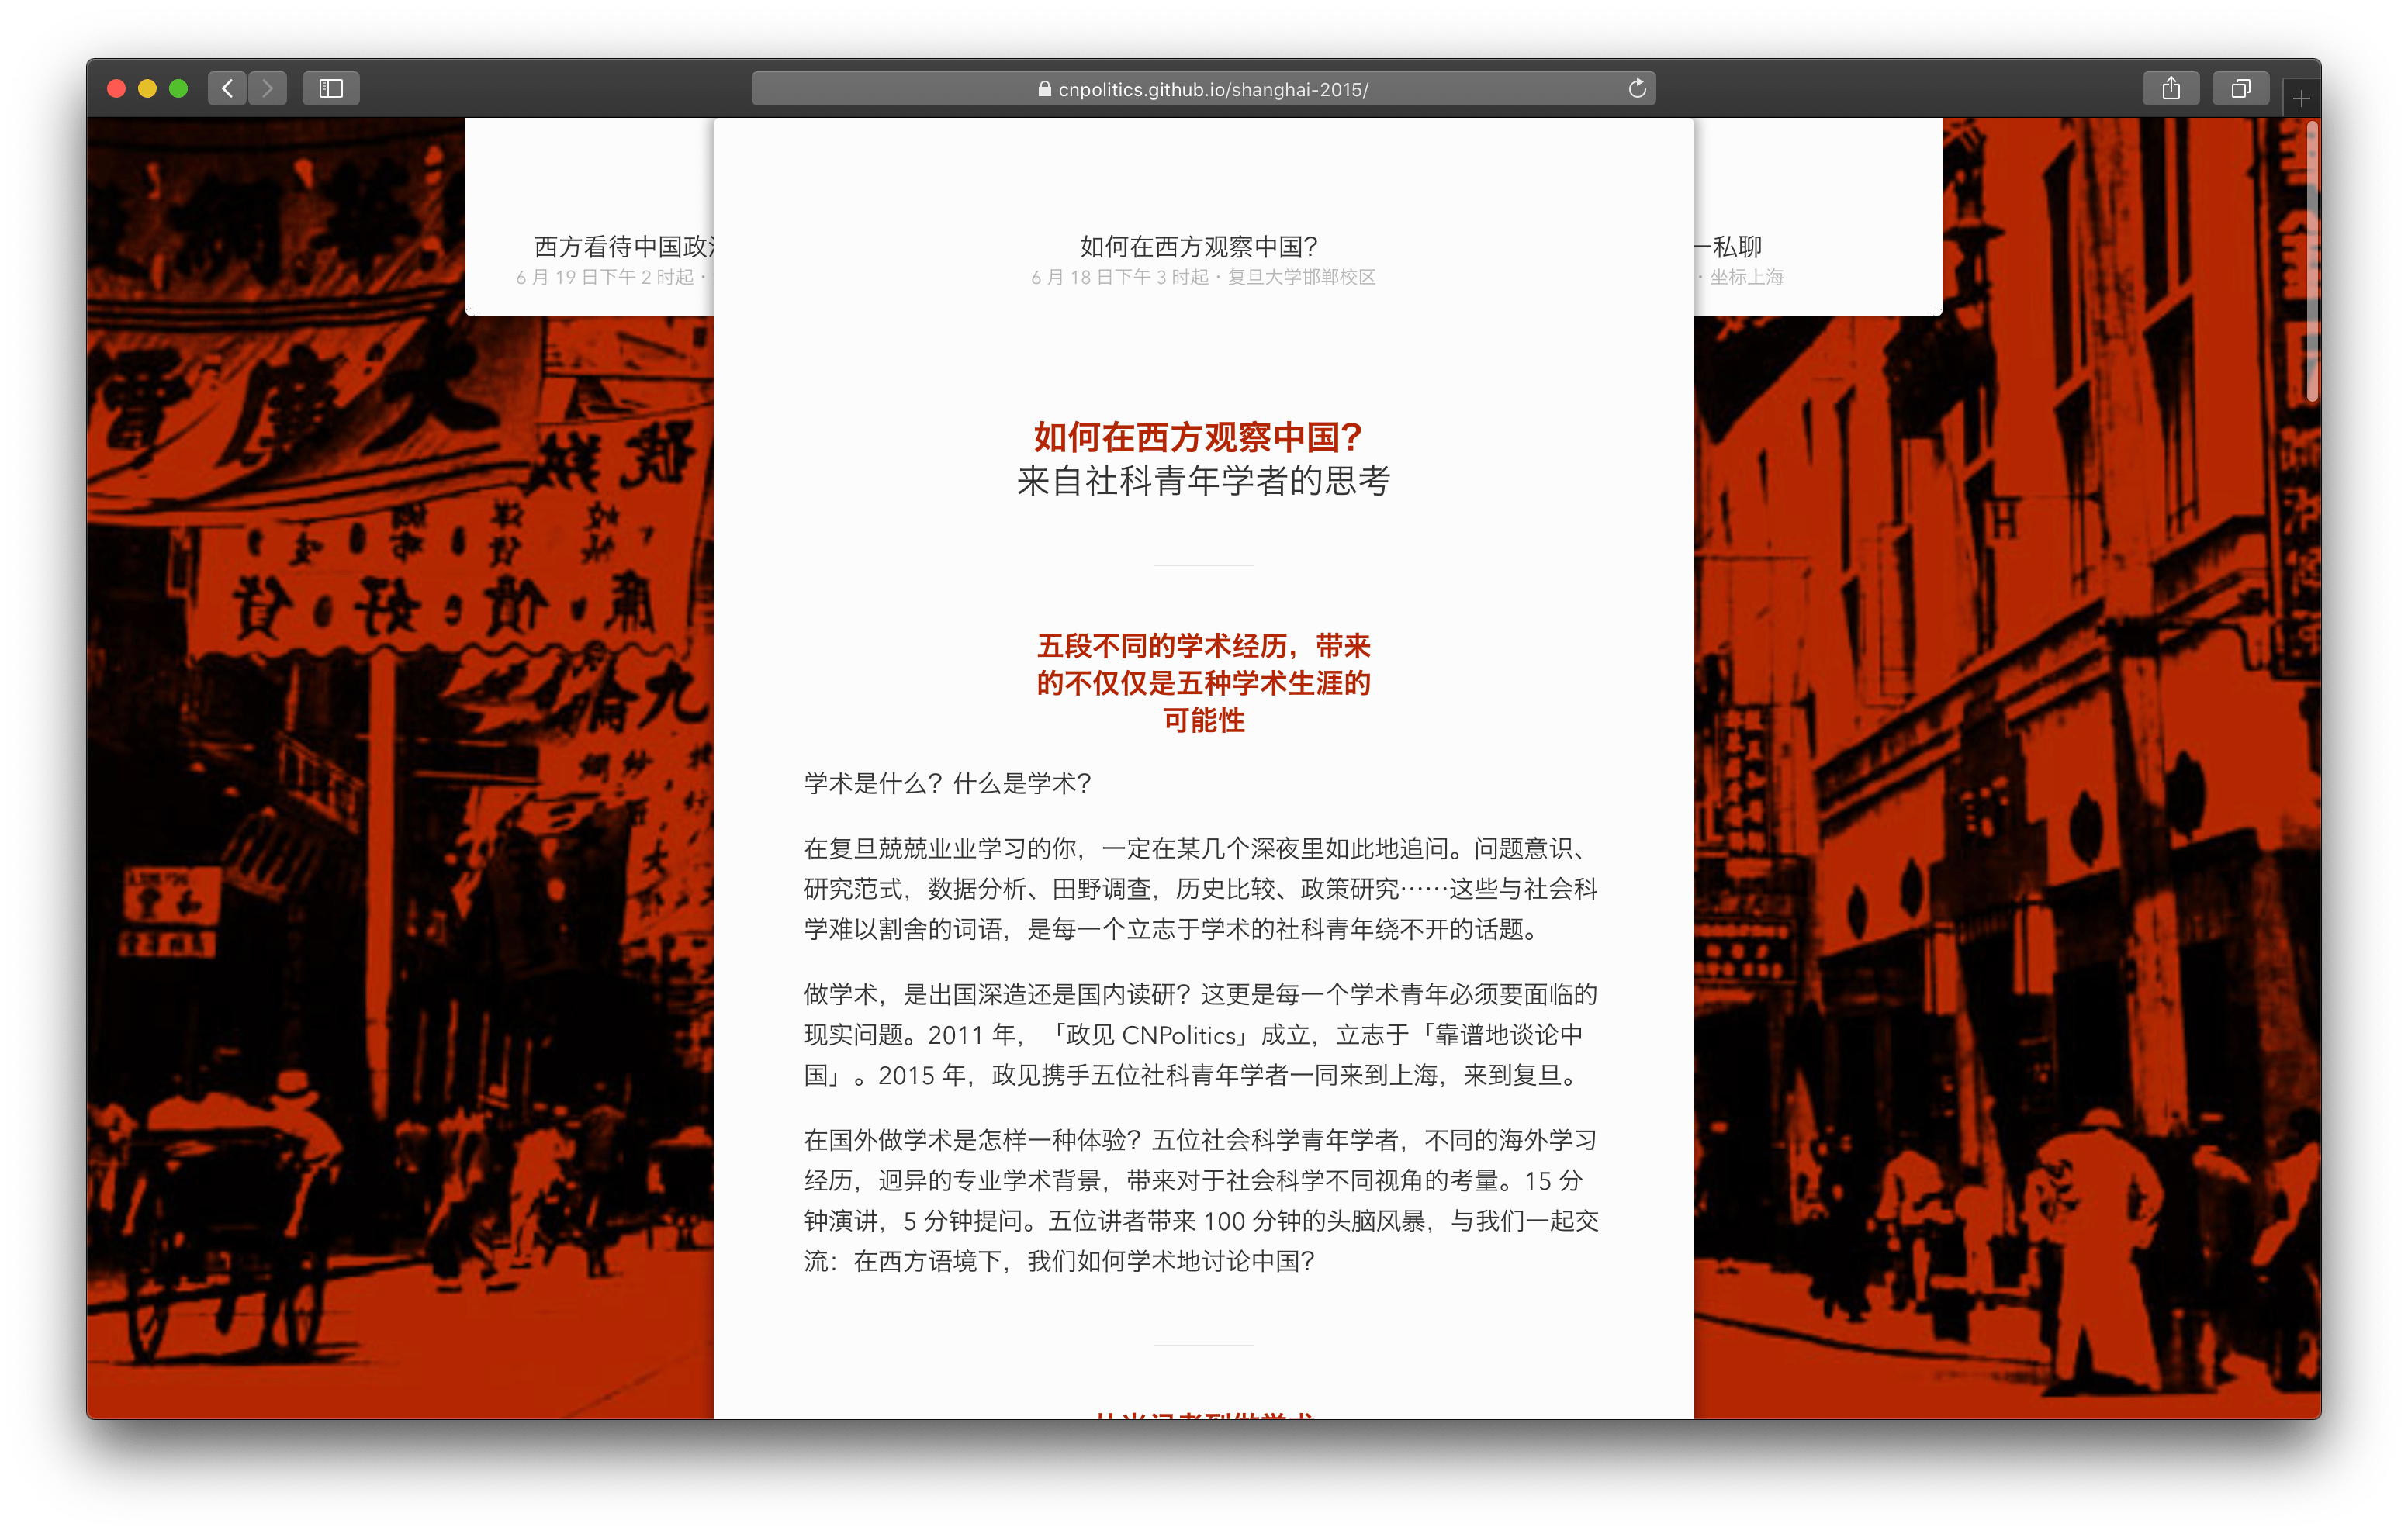 cnpolitics.github.io/shanghai-2015/
西方看待中国政
6 月 19 日下午 2 时起 ·
如何在西方观察中国？
6 月 18 日下午 3 时起 · 复旦大学邯郸校区
一私聊
· 坐标上海
如何在西方观察中国？
来自社科青年学者的思考
五段不同的学术经历，带来
的不仅仅是五种学术生涯的
可能性
学术是什么？什么是学术？
在复旦兢兢业业学习的你，一定在某几个深夜里如此地追问。问题意识、
研究范式，数据分析、田野调查，历史比较、政策研究……这些与社会科
学难以割舍的词语，是每一个立志于学术的社科青年绕不开的话题。
做学术，是出国深造还是国内读研？这更是每一个学术青年必须要面临的
现实问题。2011 年，「政见 CNPolitics」成立，立志于「靠谱地谈论中
国」。2015 年，政见携手五位社科青年学者一同来到上海，来到复旦。
在国外做学术是怎样一种体验？五位社会科学青年学者，不同的海外学习
经历，迥异的专业学术背景，带来对于社会科学不同视角的考量。15 分
钟演讲，5 分钟提问。五位讲者带来 100 分钟的头脑风暴，与我们一起交
流：在西方语境下，我们如何学术地讨论中国？
大廉
號
廉價好貨
九
H